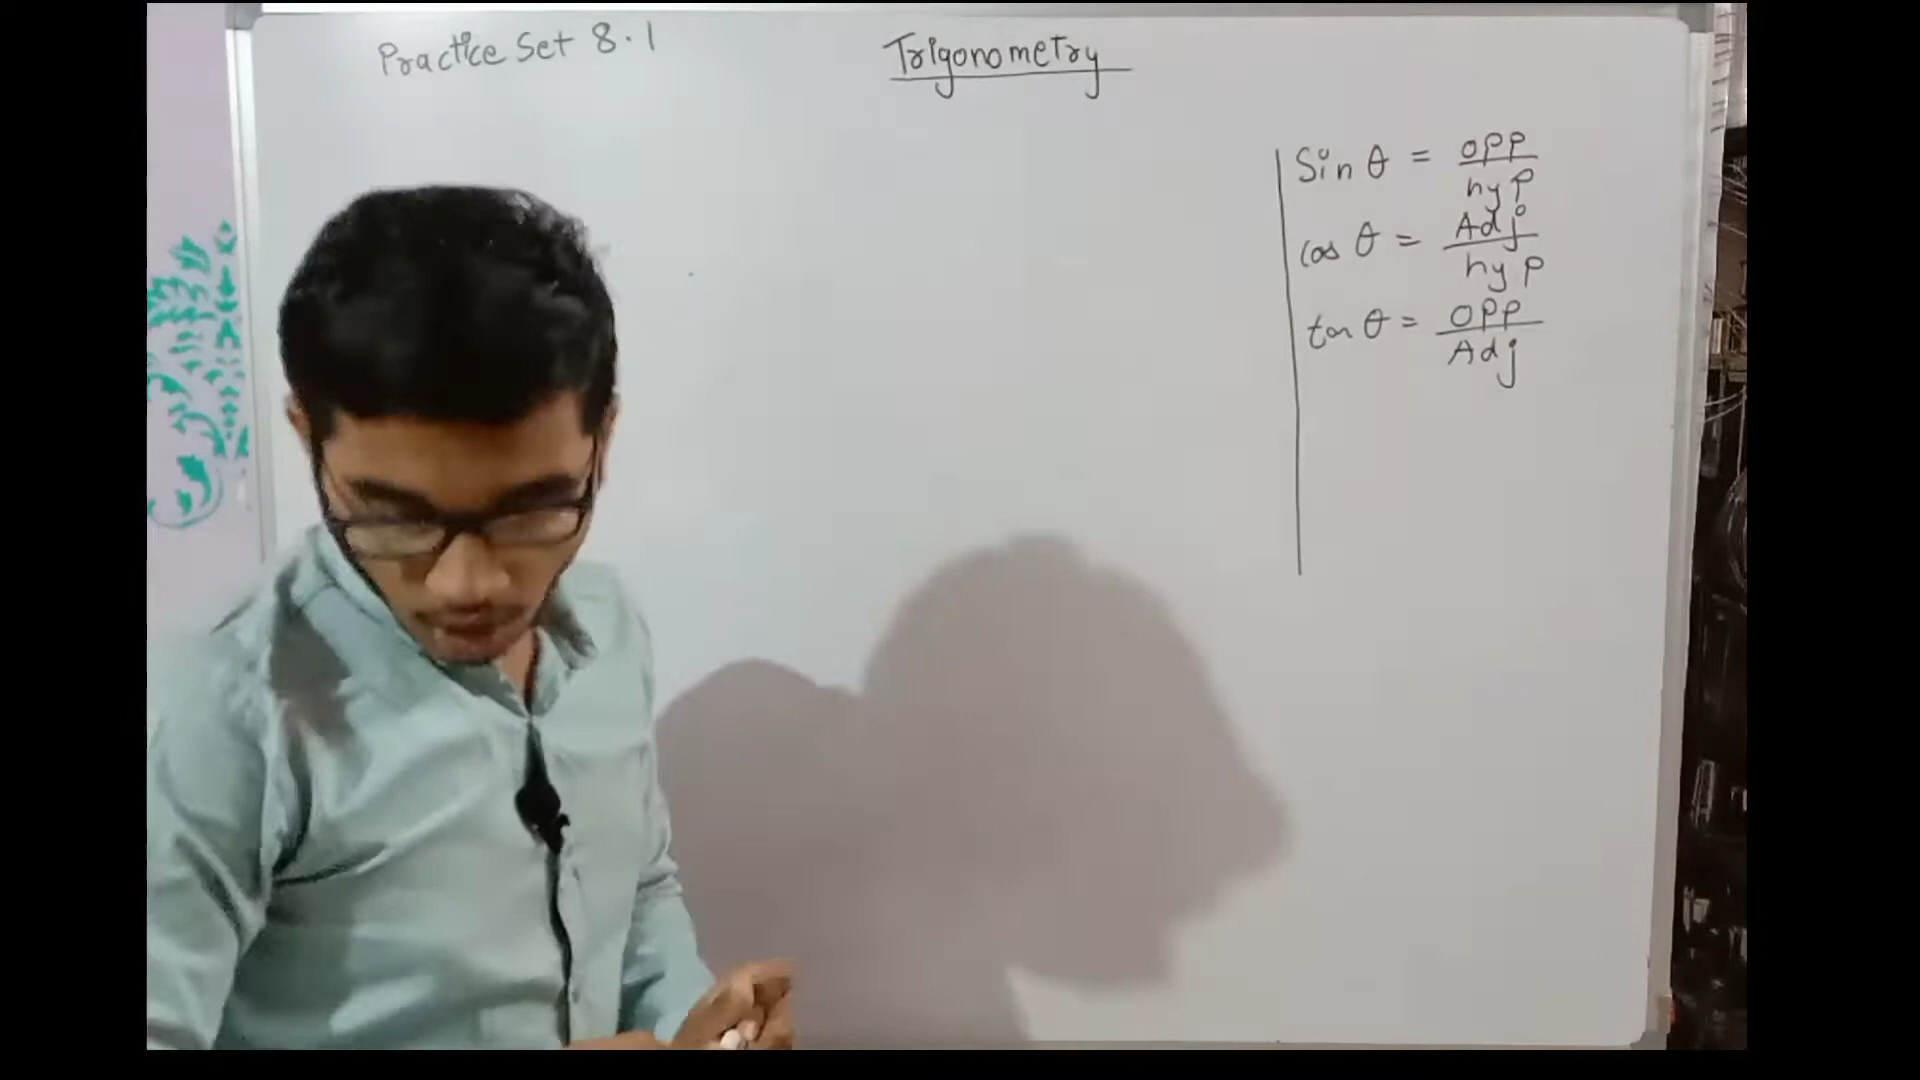 Practice Set 8.1
Trigonometry
Sin θ = opp/hyp
cos θ = Adj/hyp
tan θ = opp/Adj